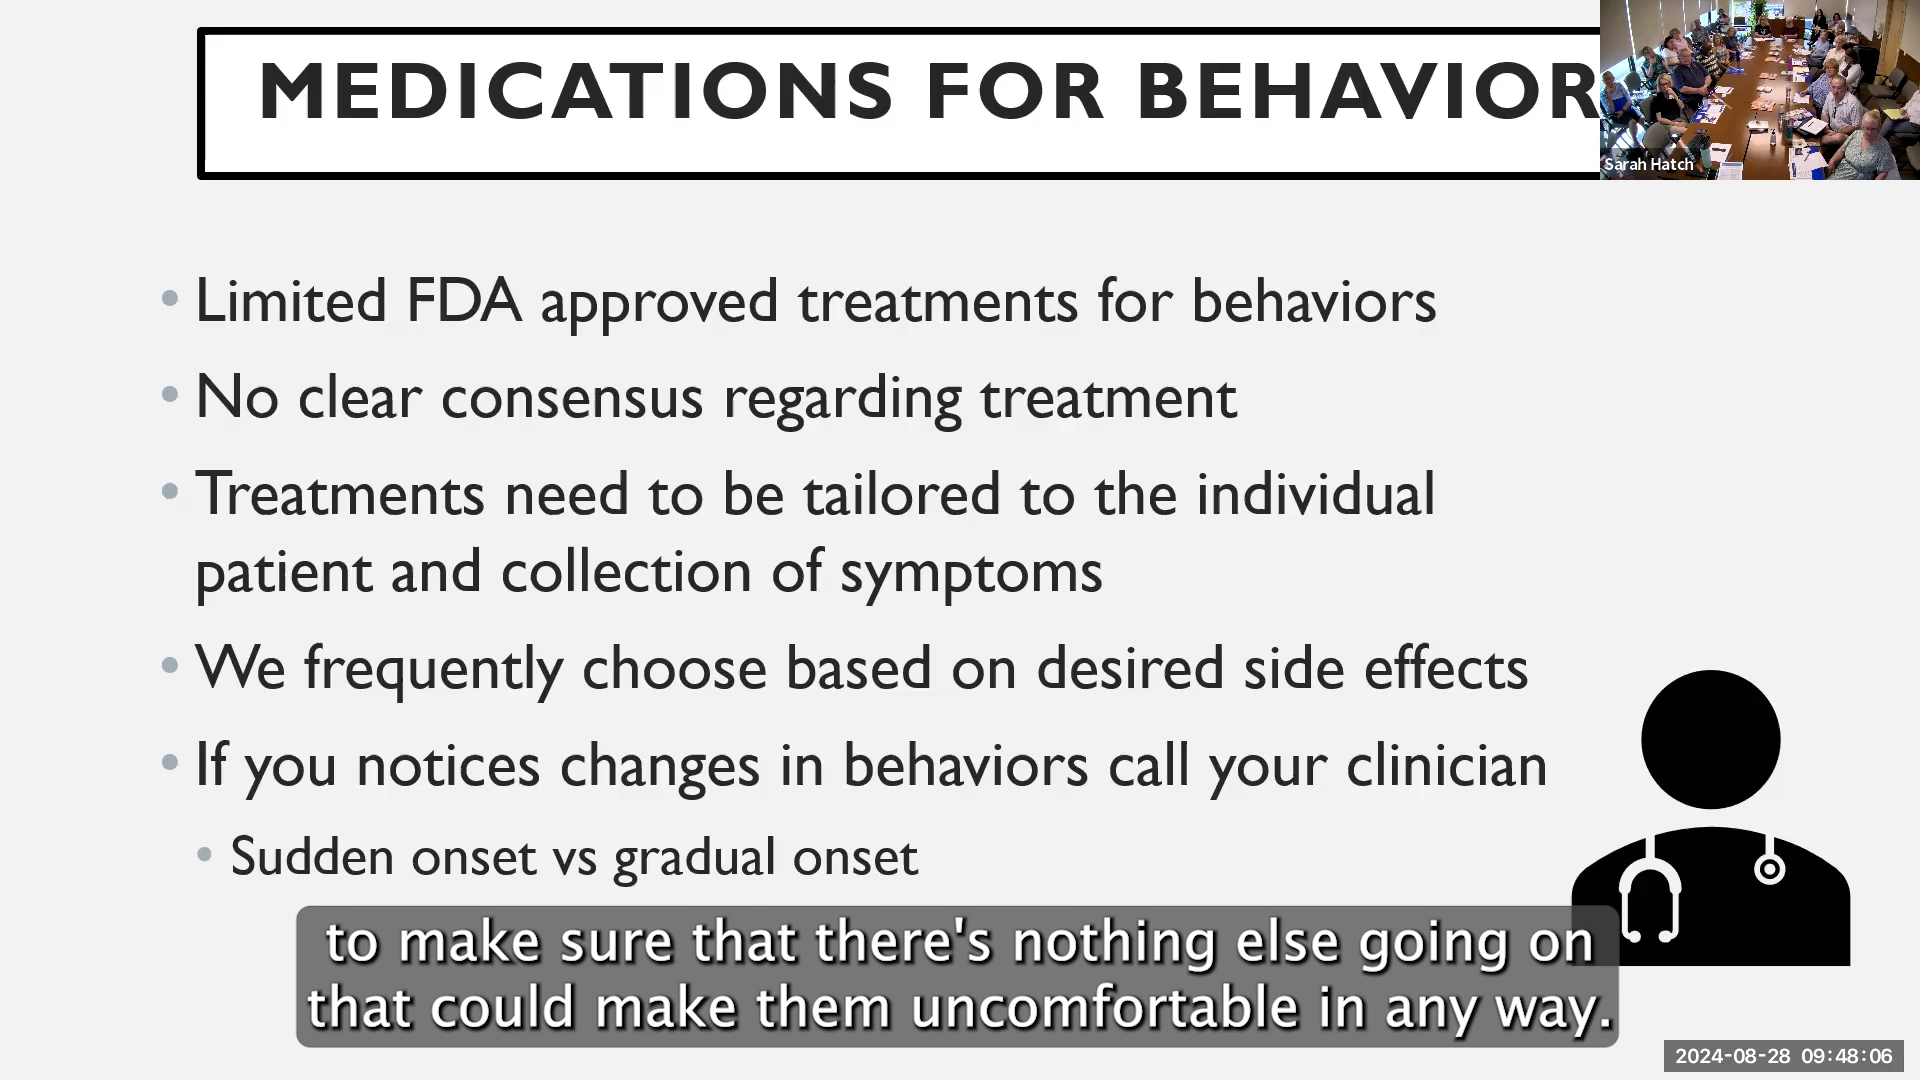 MEDICATIONS FOR BEHAVIOR
Sarah Hatch
• Limited FDA approved treatments for behaviors
• No clear consensus regarding treatment
• Treatments need to be tailored to the individual
patient and collection of symptoms
• We frequently choose based on desired side effects
• If you notices changes in behaviors call your clinician
• Sudden onset vs gradual onset
to make sure that there's nothing else going on
that could make them uncomfortable in any way.
2024-08-28 09:48:06